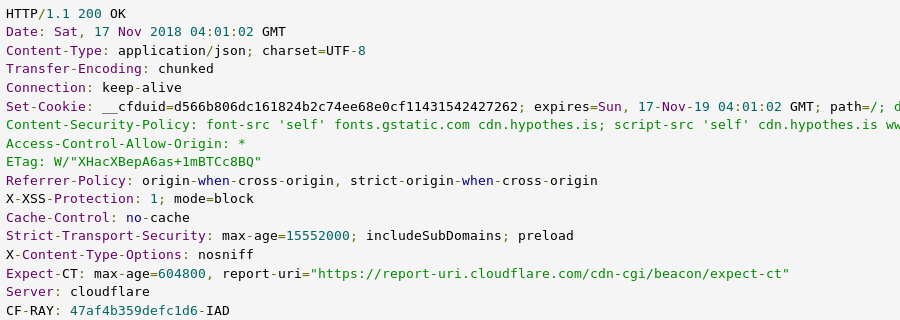 HTTP/1.1 200 OK
Date: Sat, 17 Nov 2018 04:01:02 GMT
Content-Type: application/json; charset=UTF-8
Transfer-Encoding: chunked
Connection: keep-alive
Set-Cookie: __cfduid=d566b806dc161824b2c74ee68e0cf11431542427262; expires=Sun, 17-Nov-19 04:01:02 GMT; path=/; d
Content-Security-Policy: font-src 'self' fonts.gstatic.com cdn.hypothes.is; script-src 'self' cdn.hypothes.is ww
Access-Control-Allow-Origin: *
ETag: W/"XHacXBepA6as+1mBTCc8BQ"
Referrer-Policy: origin-when-cross-origin, strict-origin-when-cross-origin
X-XSS-Protection: 1; mode=block
Cache-Control: no-cache
Strict-Transport-Security: max-age=15552000; includeSubDomains; preload
X-Content-Type-Options: nosniff
Expect-CT: max-age=604800, report-uri="https://report-uri.cloudflare.com/cdn-cgi/beacon/expect-ct"
Server: cloudflare
CF-RAY: 47af4b359defc1d6-IAD